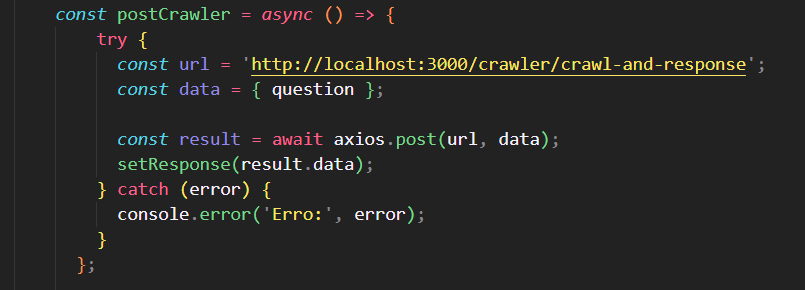 const postCrawler = async () => {
try {
const url = 'http://localhost:3000/crawler/crawl-and-response';
const data = { question };
const result = await axios.post(url, data);
setResponse(result.data);
} catch (error) {
console.error('Erro:', error);
}
};